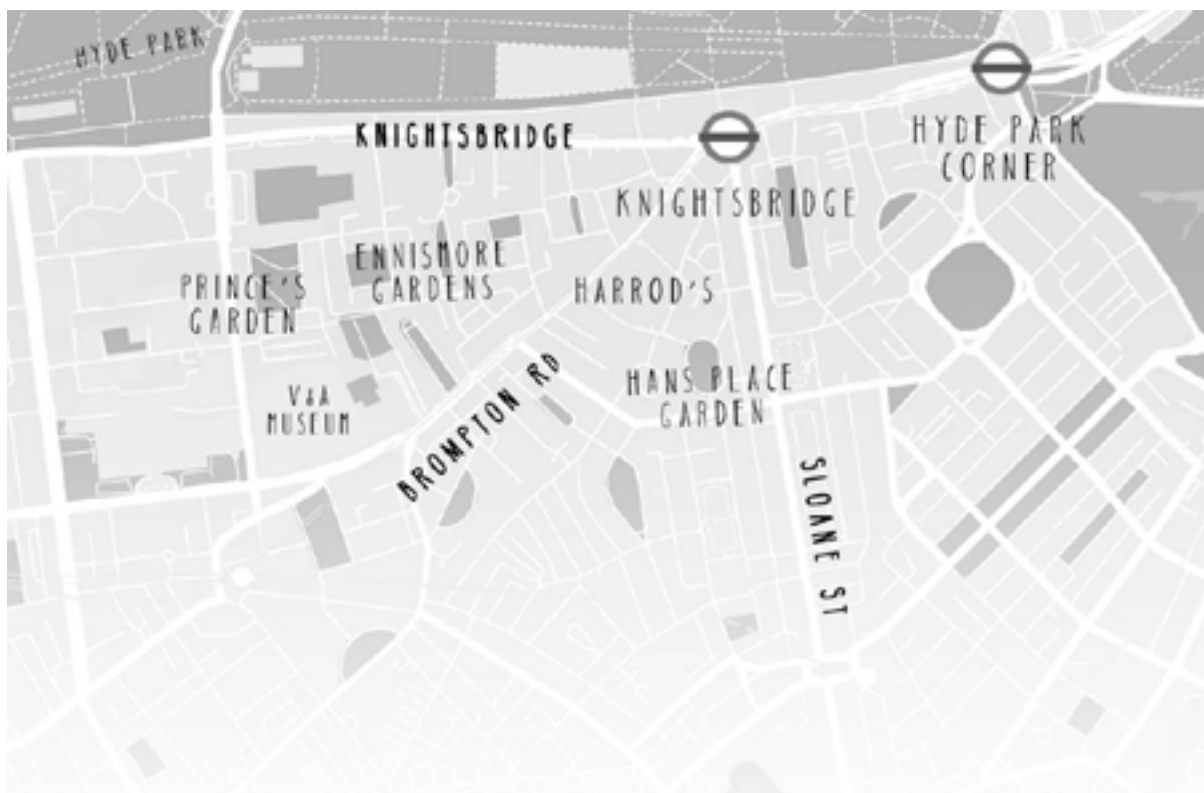 HYDE PARK
KNIGHTSBRIDGE
HYDE PARK
CORNER
KNIGHTSBRIDGE
ENNISMORE
GARDENS
PRINCE'S
GARDEN
HARROD'S
V&A
MUSEUM
BROMPTON RD
HANS PLACE
GARDEN
SLOANE ST